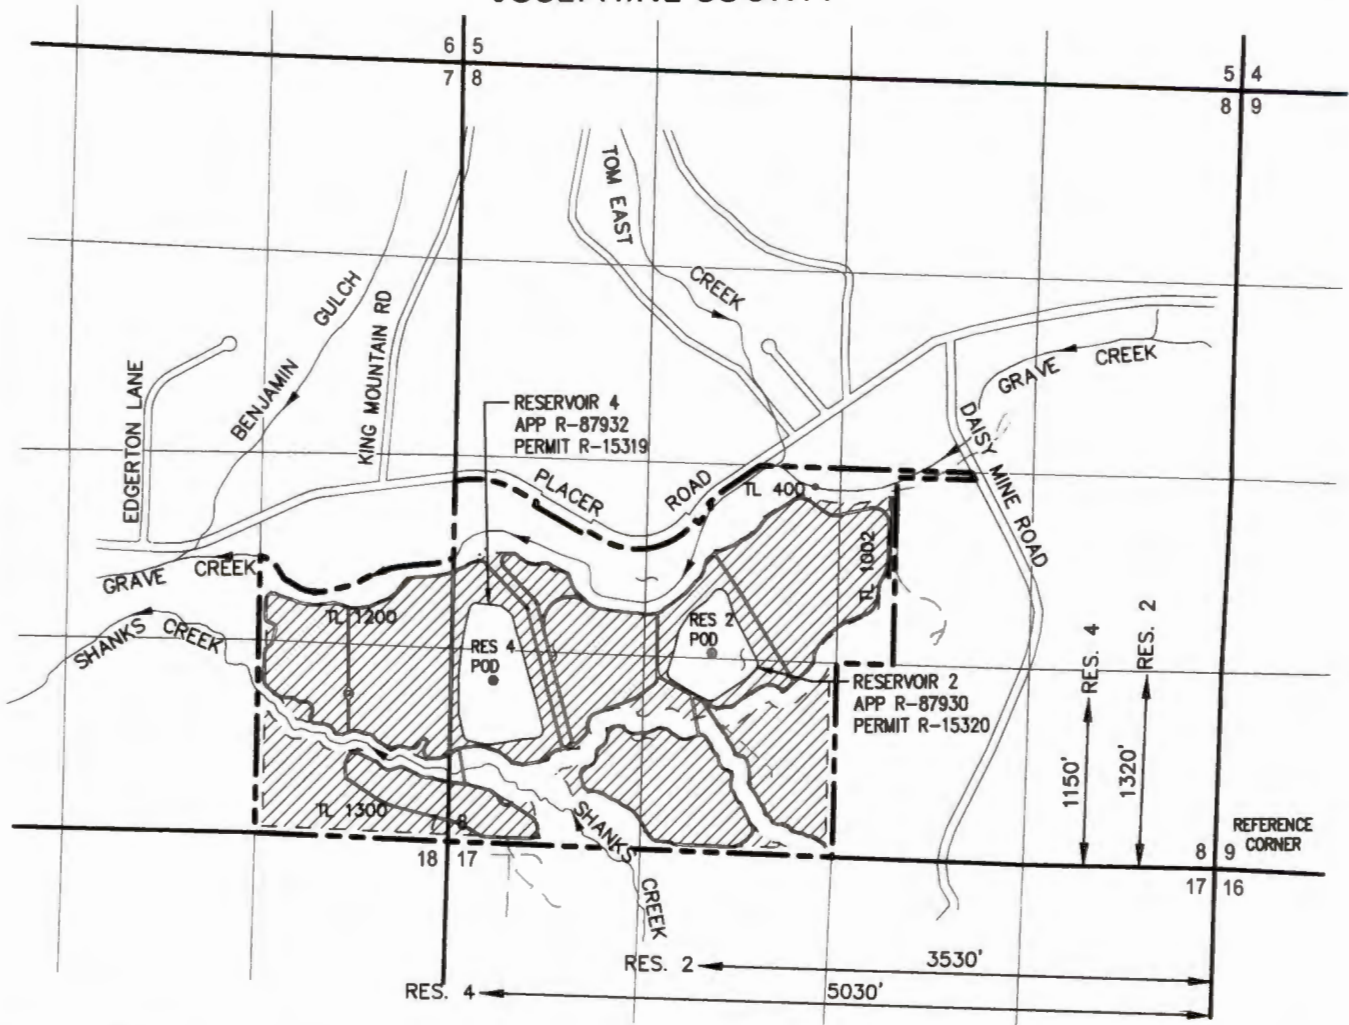 6 5
7 8
5 4
8 9
TOM EAST
CREEK
BENJAMIN GULCH
KING MOUNTAIN RD
EDGERTON LANE
GRAVE CREEK
DAISY MINE ROAD
RESERVOIR 4
APP R-87932
PERMIT R-15319
PLACER ROAD
TL 400
TL 1002
GRAVE CREEK
SHANKS CREEK
TL 1200
RES 4
POD
RES 2
POD
RESERVOIR 2
APP R-87930
PERMIT R-15320
RES. 4
RES. 2
1150'
1320'
TL 1300
8
18 17
SHANKS
CREEK
REFERENCE
CORNER
8 9
17 16
RES. 2
3530'
RES. 4
5030'